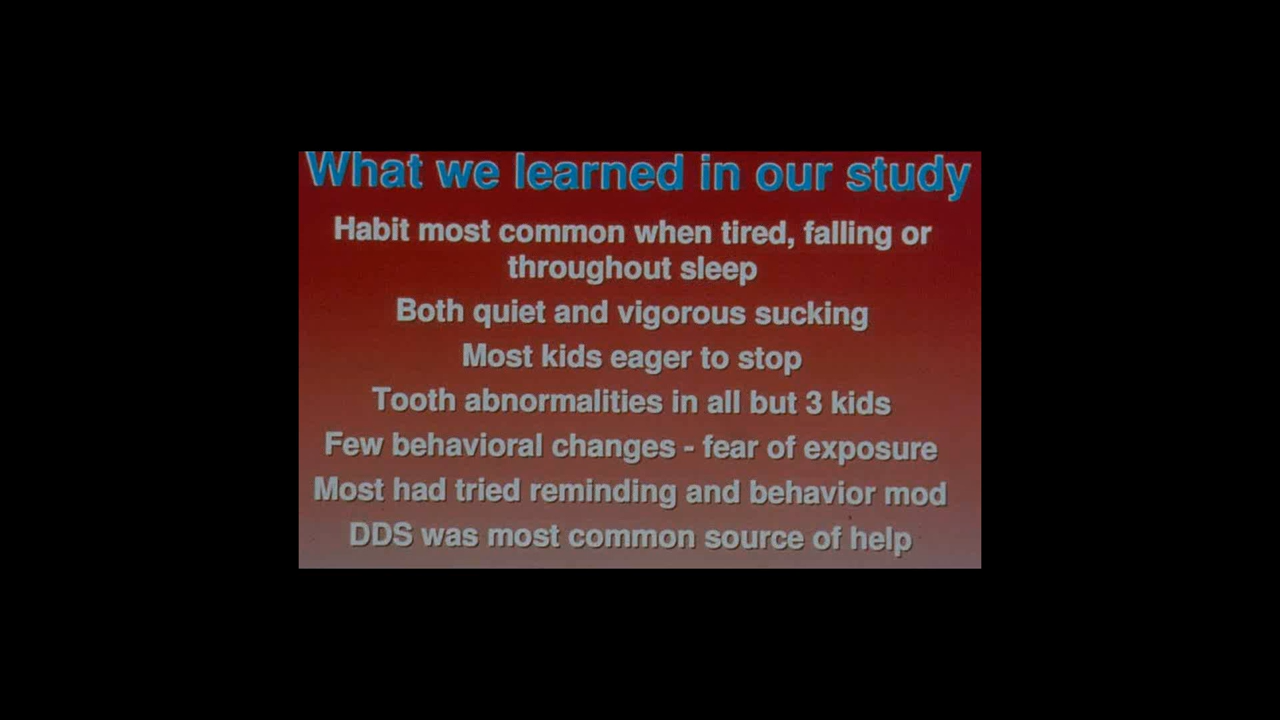 What we learned in our study
Habit most common when tired, falling or
throughout sleep
Both quiet and vigorous sucking
Most kids eager to stop
Tooth abnormalities in all but 3 kids
Few behavioral changes - fear of exposure
Most had tried reminding and behavior mod
DDS was most common source of help